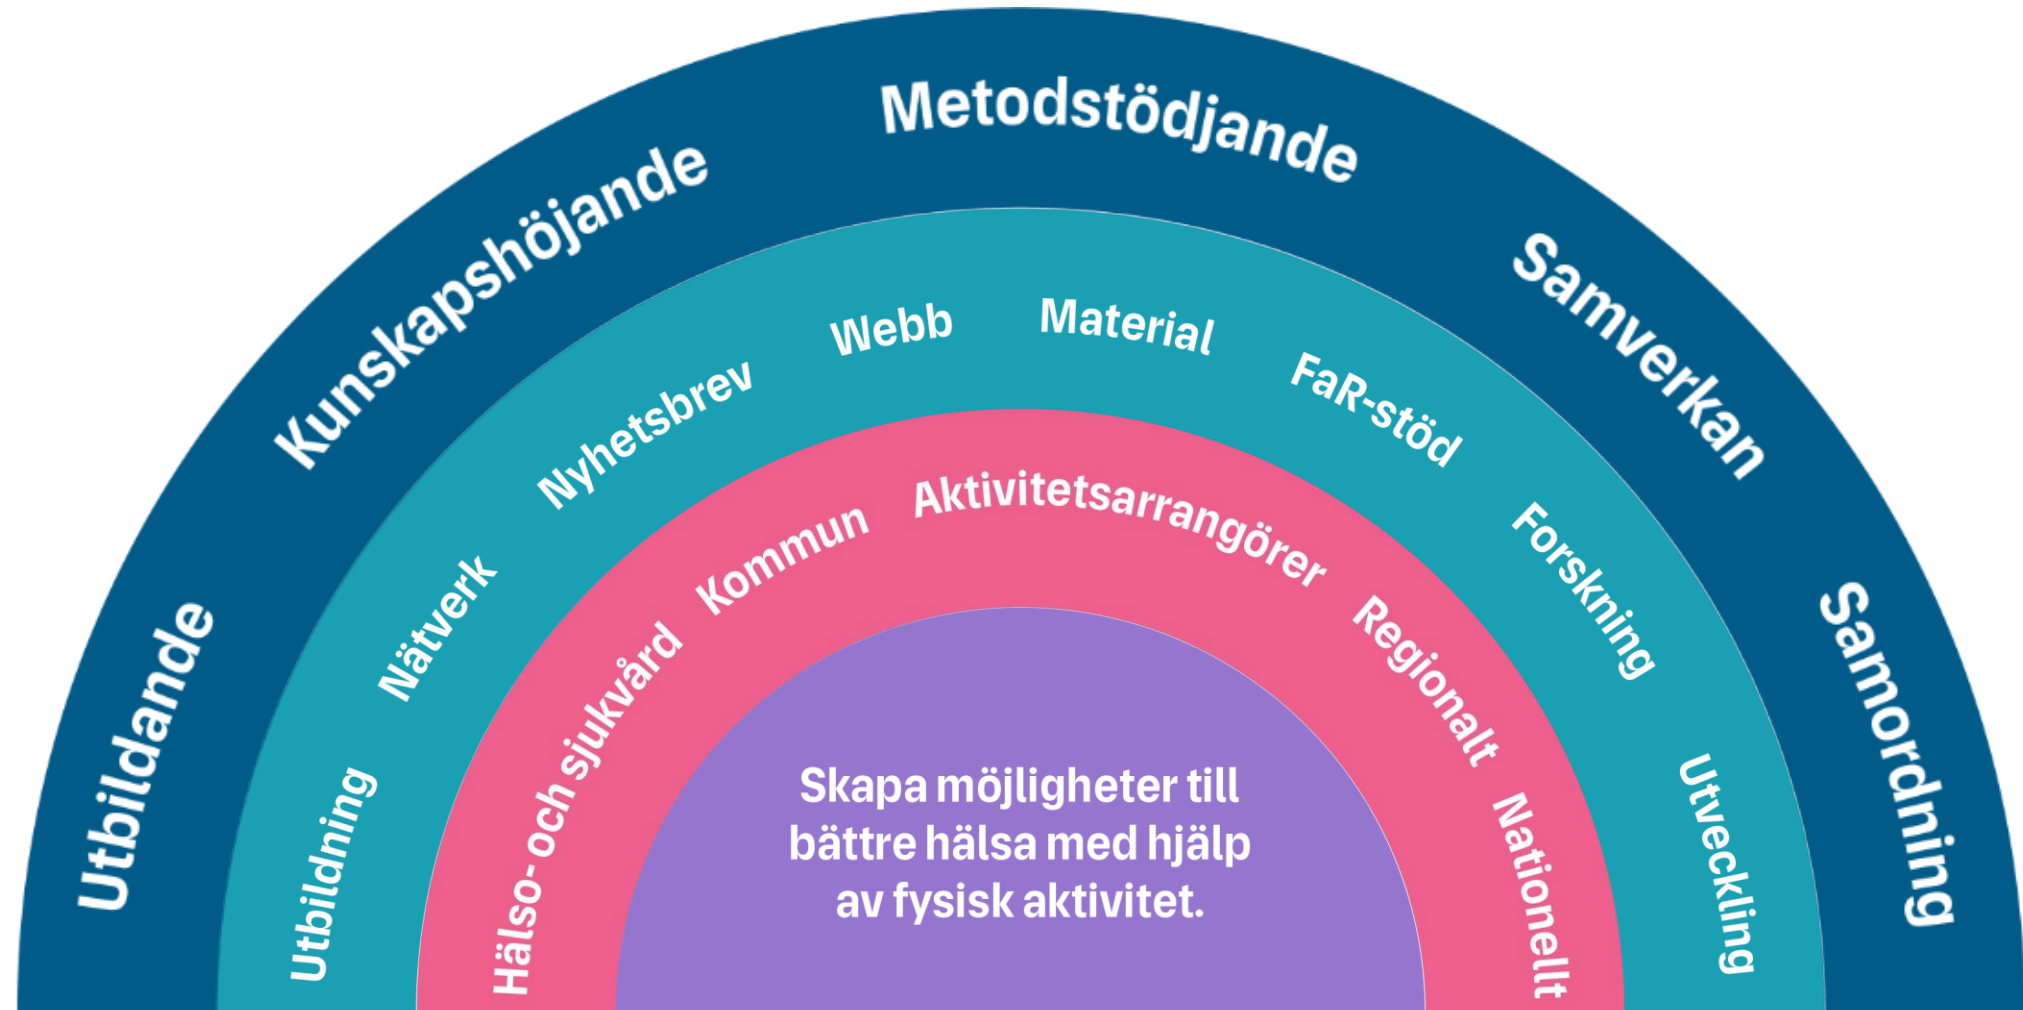 Utbildande
Kunskapshöjande
Metodstödjande
Samverkan
Samordning
Utbildning
Nätverk
Nyhetsbrev
Webb
Material
FaR-stöd
Forskning
Utveckling
Hälso- och sjukvård
Kommun
Aktivitetsarrangörer
Regionalt
Nationellt
Skapa möjligheter till
bättre hälsa med hjälp
av fysisk aktivitet.